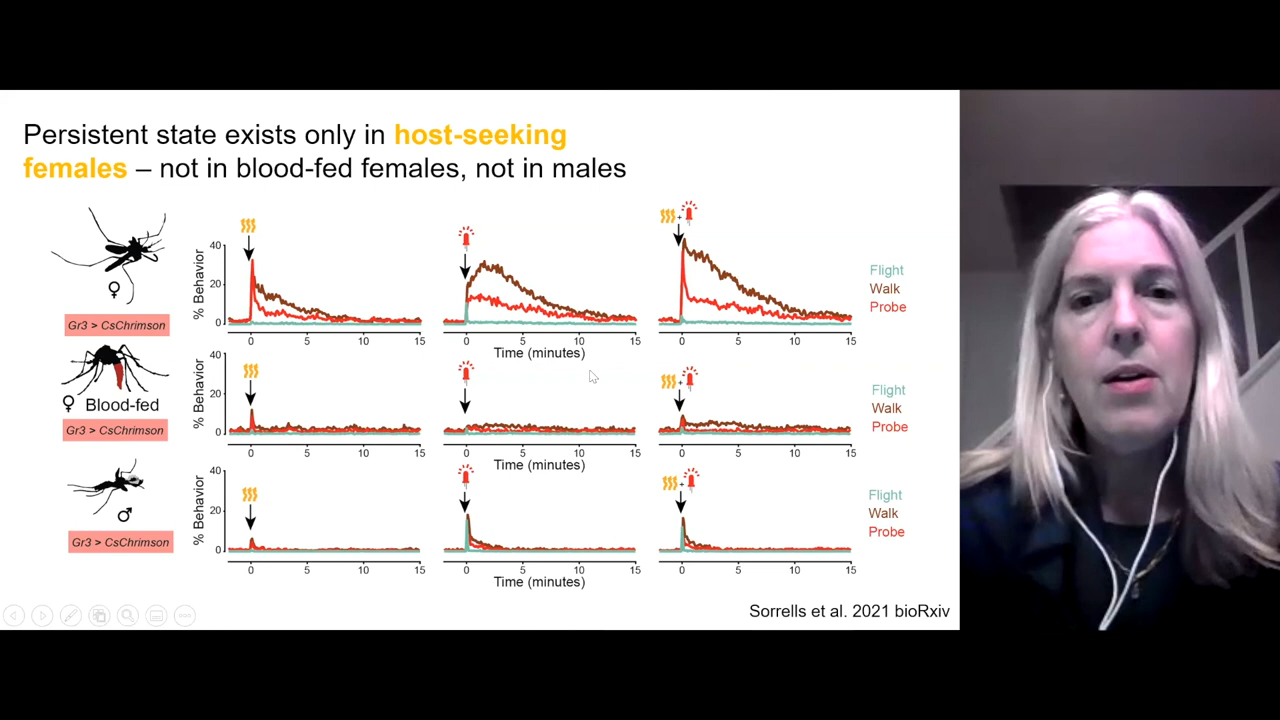 Persistent state exists only in host-seeking
females – not in blood-fed females, not in males
♀
Gr3 > CsChrimson
% Behavior
40
20
0
+
0 5 10 15
0 5 10 15
0 5 10 15
Time (minutes)
Flight
Walk
Probe
♀ Blood-fed
Gr3 > CsChrimson
% Behavior
40
20
0
+
0 5 10 15
0 5 10 15
0 5 10 15
Time (minutes)
Flight
Walk
Probe
♂
Gr3 > CsChrimson
% Behavior
40
20
0
+
0 5 10 15
0 5 10 15
0 5 10 15
Time (minutes)
Flight
Walk
Probe
Sorrells et al. 2021 bioRxiv